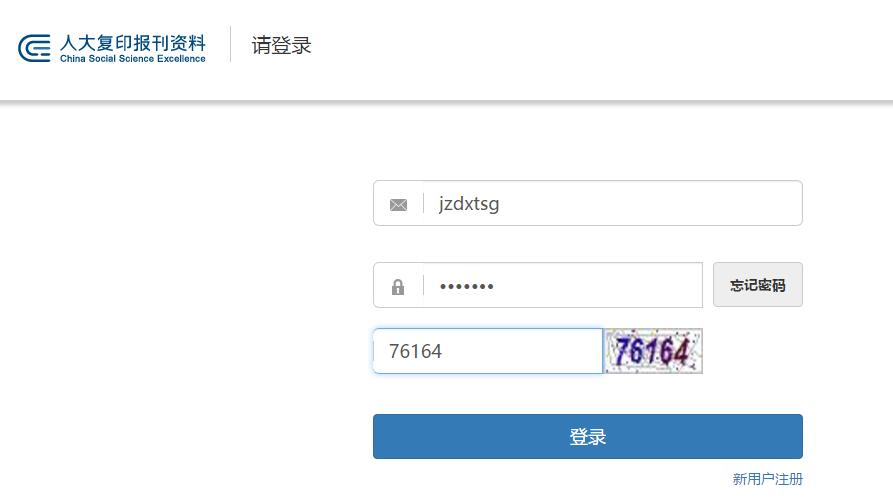 人大复印报刊资料
China Social Science Excellence
请登录
jzdxtsg
•••••••
忘记密码
76164
76164
登录
新用户注册